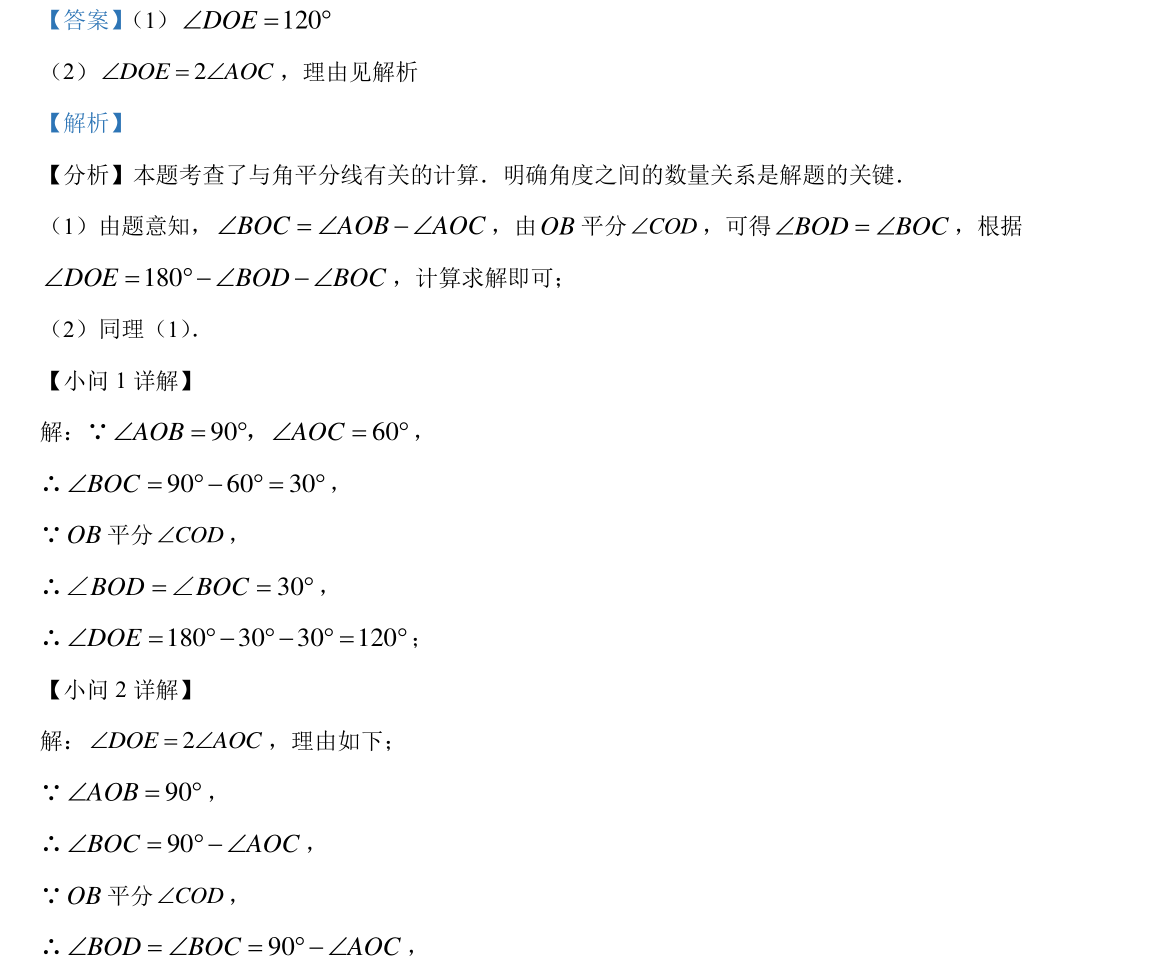 【答案】（1）∠DOE=120°
（2）∠DOE=2∠AOC，理由见解析
【解析】
【分析】本题考查了与角平分线有关的计算．明确角度之间的数量关系是解题的关键．
（1）由题意知，∠BOC=∠AOB−∠AOC，由OB平分∠COD，可得∠BOD=∠BOC，根据
∠DOE=180°−∠BOD−∠BOC，计算求解即可；
（2）同理（1）．
【小问1详解】
解：∵∠AOB=90°，∠AOC=60°，
∴∠BOC=90°−60°=30°，
∵OB平分∠COD，
∴∠BOD=∠BOC=30°，
∴∠DOE=180°−30°−30°=120°；
【小问2详解】
解：∠DOE=2∠AOC，理由如下；
∵∠AOB=90°，
∴∠BOC=90°−∠AOC，
∵OB平分∠COD，
∴∠BOD=∠BOC=90°−∠AOC，